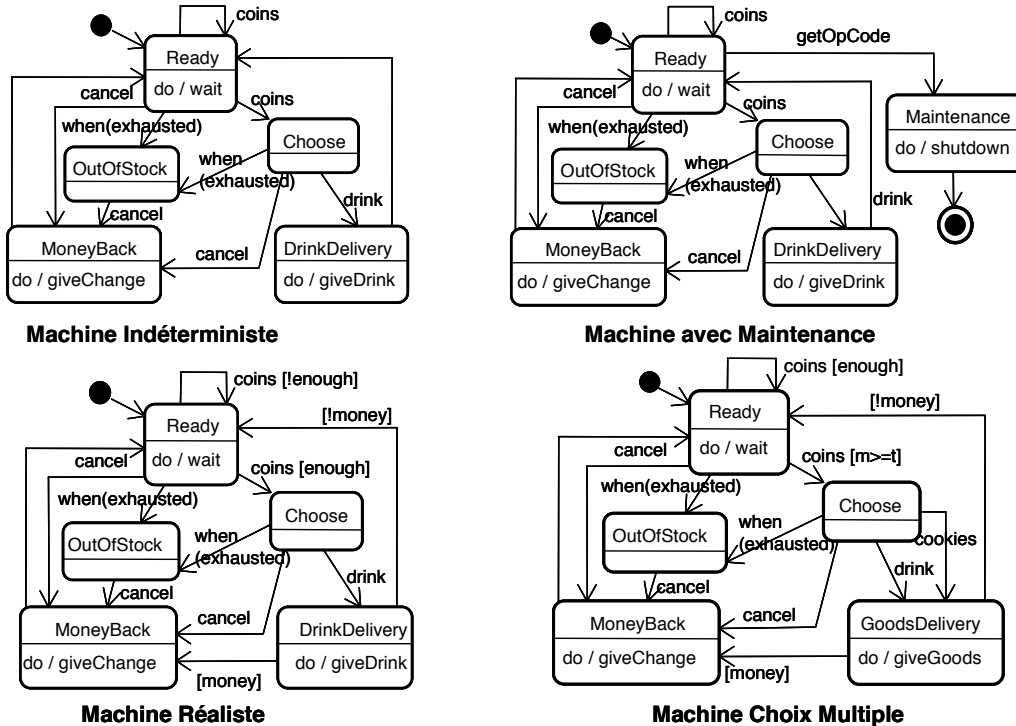 coins
Ready
do / wait
cancel
coins
when(exhausted)
Choose
OutOfStock
when
(exhausted)
cancel
drink
MoneyBack
do / giveChange
cancel
DrinkDelivery
do / giveDrink
Machine Indéterministe
coins
getOpCode
Ready
do / wait
cancel
coins
Maintenance
do / shutdown
when(exhausted)
Choose
OutOfStock
when
(exhausted)
cancel
drink
MoneyBack
do / giveChange
cancel
DrinkDelivery
do / giveDrink
Machine avec Maintenance
coins [!enough]
[!money]
Ready
do / wait
cancel
coins [enough]
when(exhausted)
Choose
OutOfStock
when
(exhausted)
cancel
drink
MoneyBack
do / giveChange
cancel
DrinkDelivery
do / giveDrink
[money]
Machine Réaliste
coins [enough]
[!money]
Ready
do / wait
cancel
coins [m>=t]
when(exhausted)
Choose
OutOfStock
when
(exhausted)
cookies
cancel
drink
MoneyBack
do / giveChange
cancel
GoodsDelivery
do / giveGoods
[money]
Machine Choix Multiple